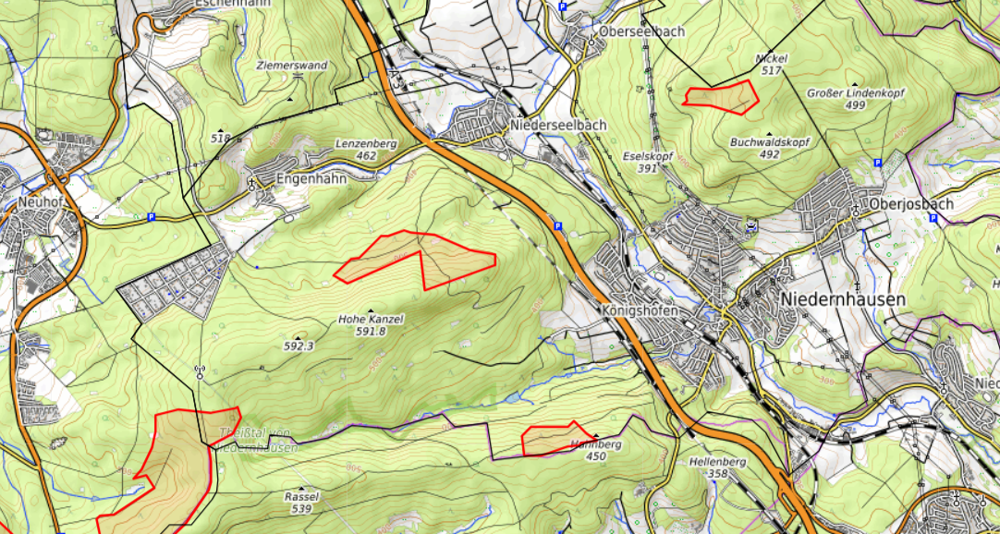 Eschenhahn
Oberseelbach
Ziemerswand
Nickel
517
Großer Lindenkopf
499
Niederseelbach
518
Lenzenberg
462
Buchwaldskopf
492
Eselskopf
391
Engenhahn
Neuhof
Oberjosbach
Niedernhausen
Königshofen
Hohe Kanzel
591.8
592.3
Theißtal von
Niedernhausen
Hahnberg
450
Hellenberg
358
Rassel
539
300